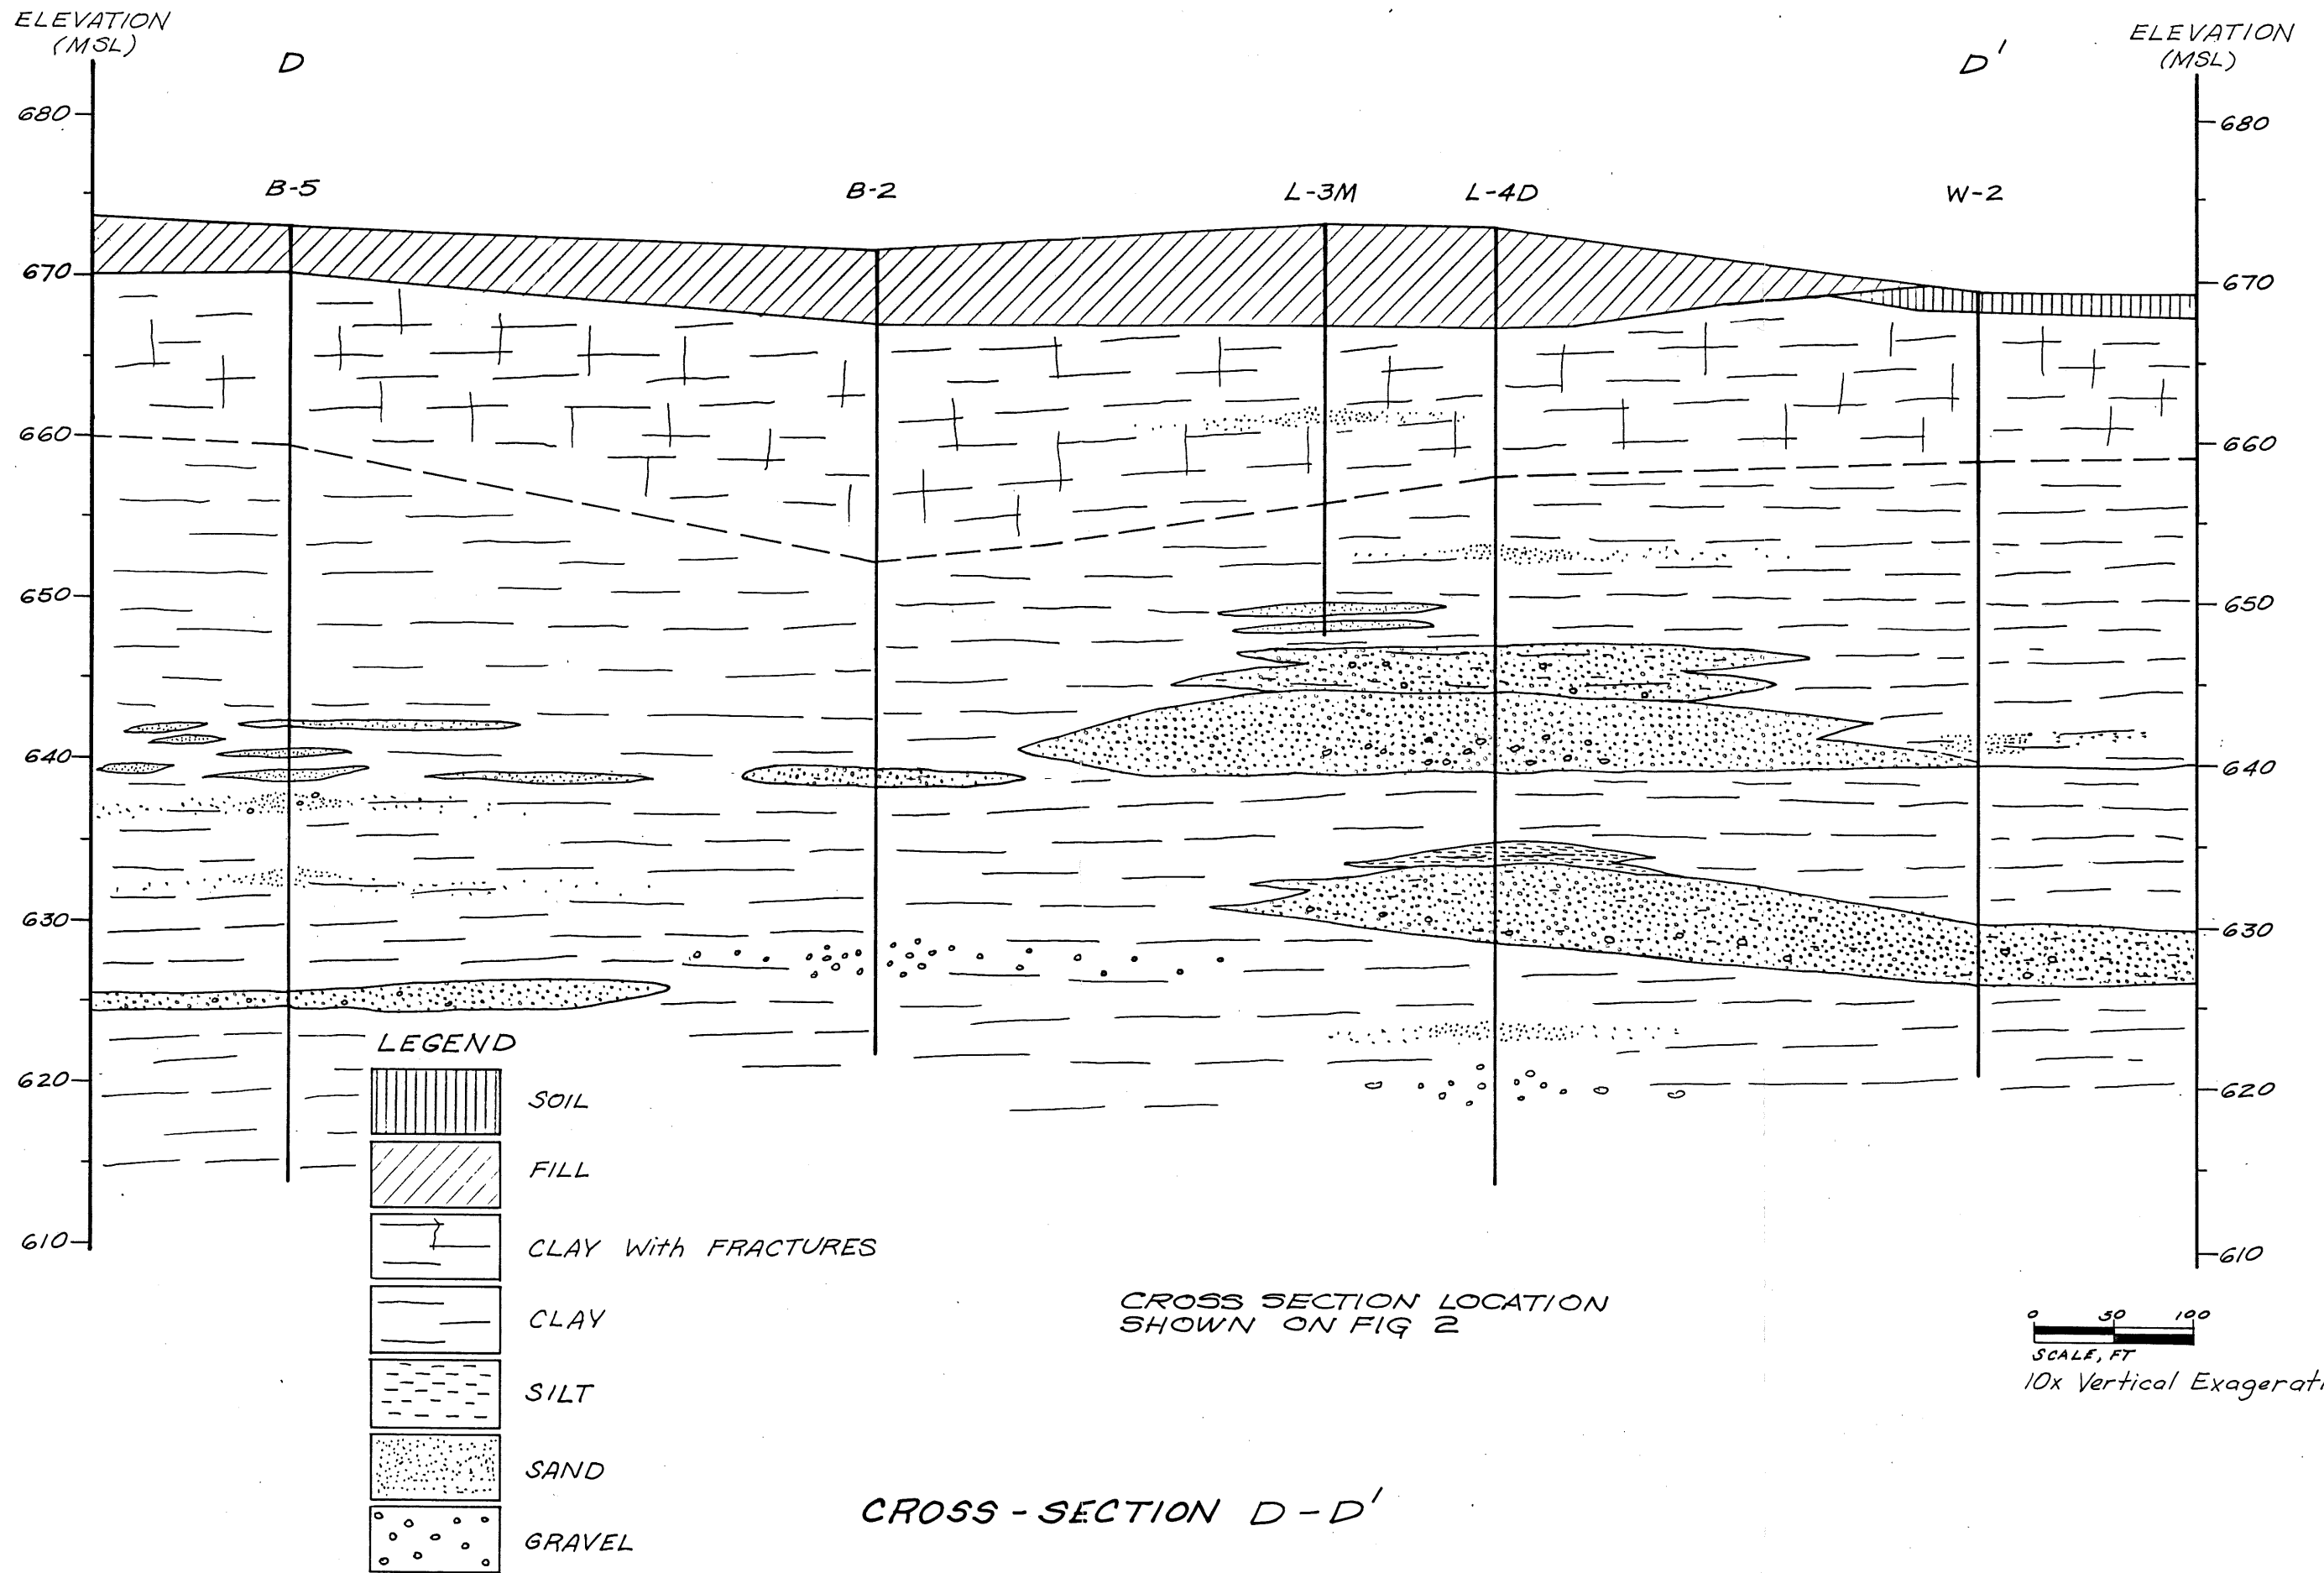 ELEVATION
(MSL)
D
D'
ELEVATION
(MSL)
680
680
B-5
B-2
L-3M
L-4D
W-2
670
670
660
660
650
650
640
640
630
630
620
620
610
610
LEGEND
SOIL
FILL
CLAY With FRACTURES
CLAY
SILT
SAND
GRAVEL
CROSS SECTION LOCATION
SHOWN ON FIG 2
0 50 100
SCALE, FT
10x Vertical Exagerati
CROSS-SECTION D-D'